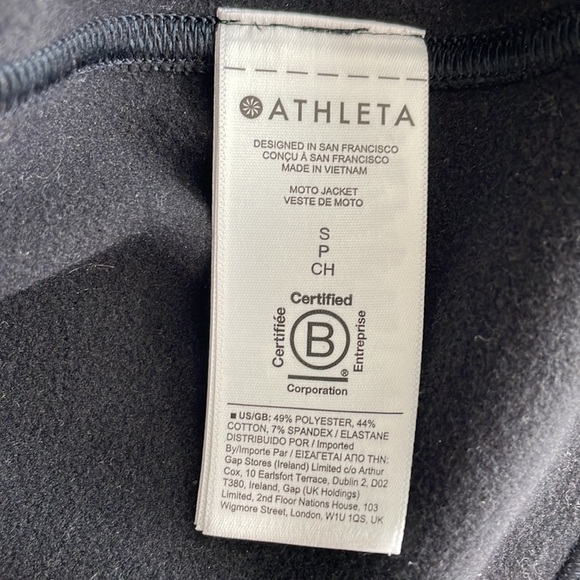 ATHLETA
DESIGNED IN SAN FRANCISCO
CONÇU À SAN FRANCISCO
MADE IN VIETNAM
MOTO JACKET
VESTE DE MOTO
S
P
CH
Certified
Certifiée
B
Entreprise
®
Corporation
■ US/GB: 49% POLYESTER, 44%
COTTON, 7% SPANDEX / ELASTANE
DISTRIBUIDO POR / Imported
By/Importe Par / ΕΙΣΑΓΕΤΑΙ ΑΠΟ ΤΗΝ:
Gap Stores (Ireland) Limited c/o Arthur
Cox, 10 Earlsfort Terrace, Dublin 2, D02
T380, Ireland, Gap (UK Holdings)
Limited, 2nd Floor Nations House, 103
Wigmore Street, London, W1U 1QS, UK